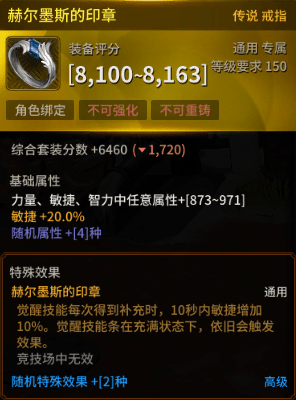 赫尔墨斯的印章 传说 戒指
装备评分 通用 专属
[8,100~8,163] 等级要求 150
角色绑定 不可强化 不可重铸
综合套装分数 +6460 (▼1,720)
基础属性
力量、敏捷、智力中任意属性+[873~971]
敏捷 +20.0%
随机属性 +[4]种
特殊效果
赫尔墨斯的印章 通用
觉醒技能每次得到补充时，10秒内敏捷增加
10%。觉醒技能条在充满状态下，依旧会触发
效果。
竞技场中无效
随机特殊效果 +[2]种 高级